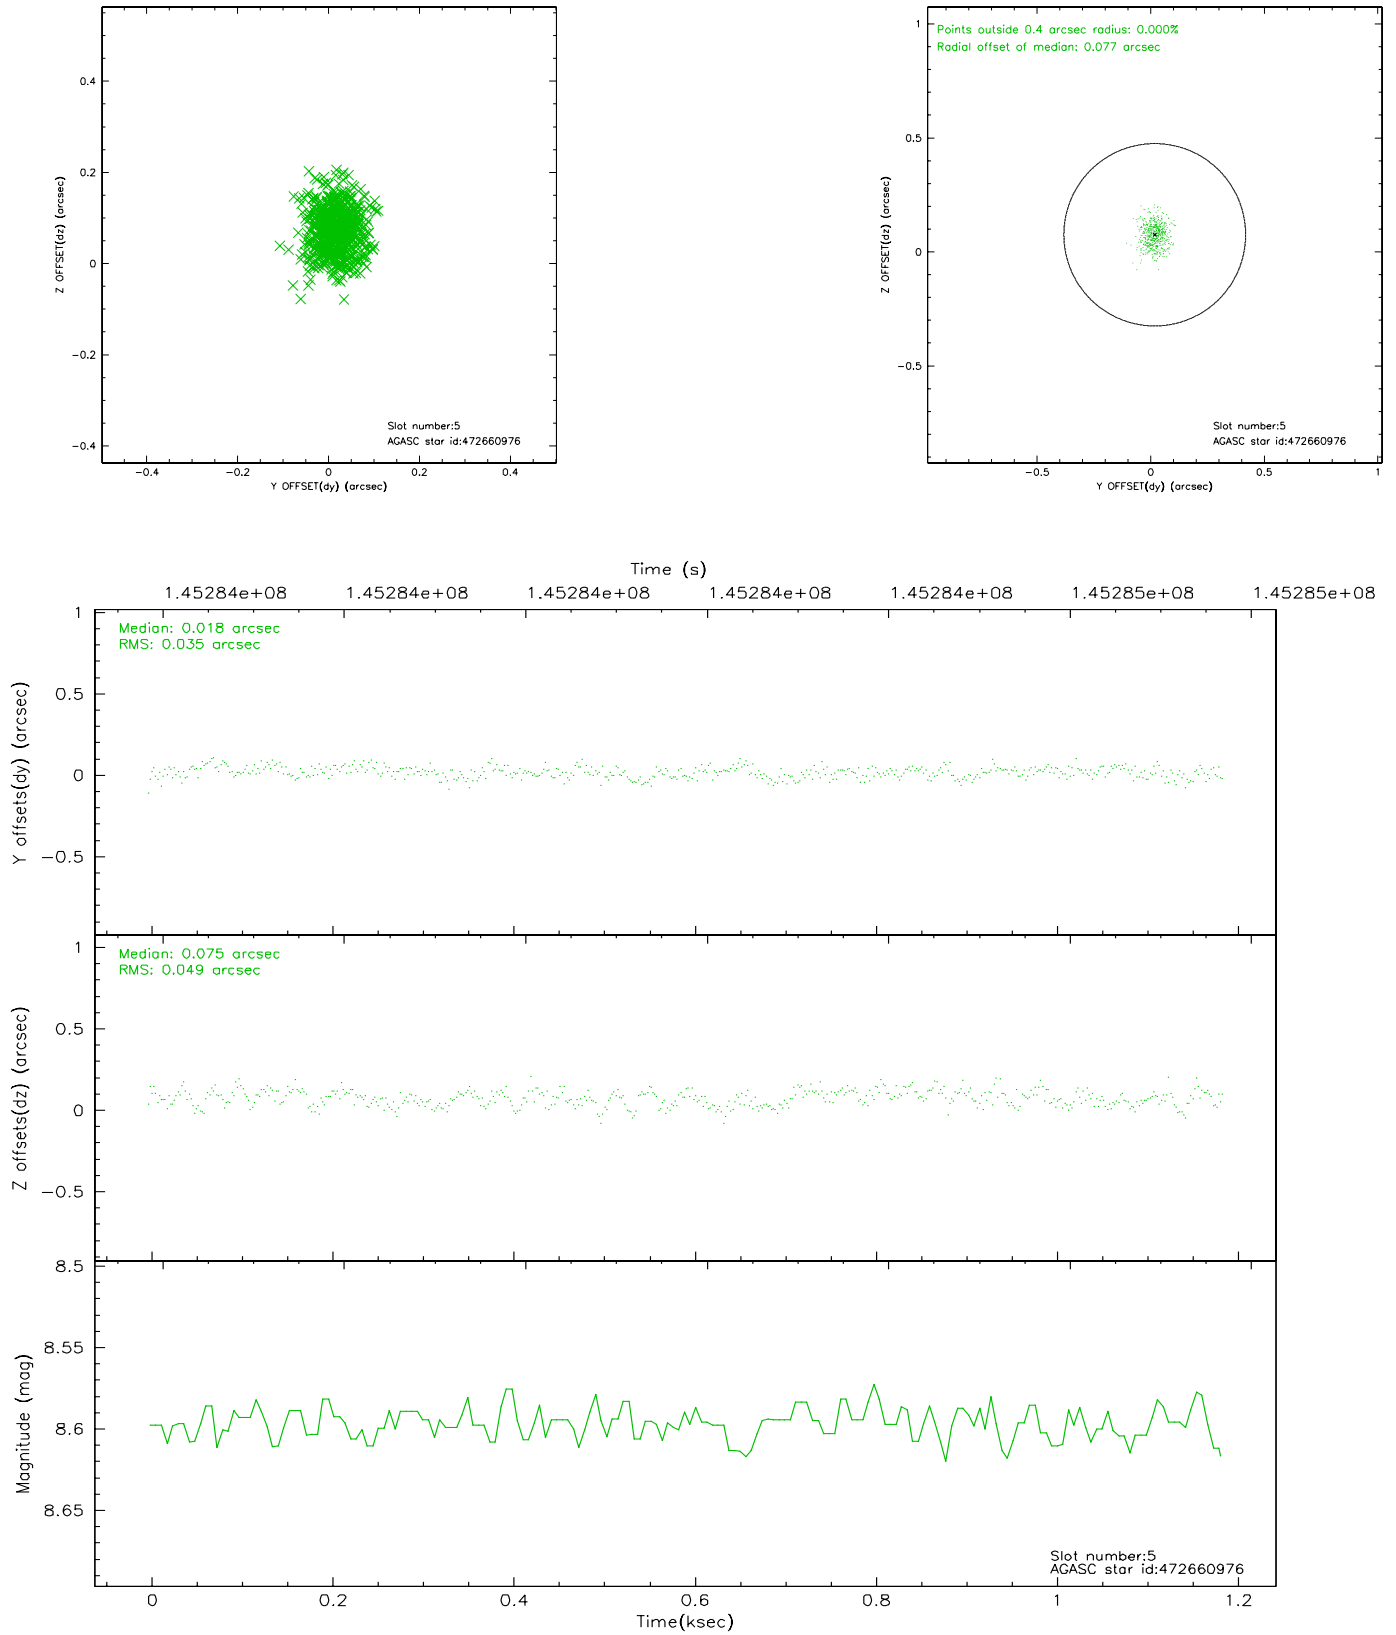 0.4
0.2
0
−0.2
−0.4
Z OFFSET(dz) (arcsec)
Slot number:5
AGASC star id:472660976
−0.4 −0.2 0 0.2 0.4
Y OFFSET(dy) (arcsec)
Points outside 0.4 arcsec radius: 0.000%
Radial offset of median: 0.077 arcsec
1
0.5
0
−0.5
Z OFFSET(dz) (arcsec)
Slot number:5
AGASC star id:472660976
−0.5 0 0.5 1
Y OFFSET(dy) (arcsec)
Time (s)
1.45284e+08 1.45284e+08 1.45284e+08 1.45284e+08 1.45284e+08 1.45285e+08 1.45285e+08
Median: 0.018 arcsec
RMS: 0.035 arcsec
1
0.5
0
−0.5
Y offsets(dy) (arcsec)
Median: 0.075 arcsec
RMS: 0.049 arcsec
1
0.5
0
−0.5
Z offsets(dz) (arcsec)
8.5
8.55
8.6
8.65
Magnitude (mag)
Slot number:5
AGASC star id:472660976
0 0.2 0.4 0.6 0.8 1 1.2
Time(ksec)